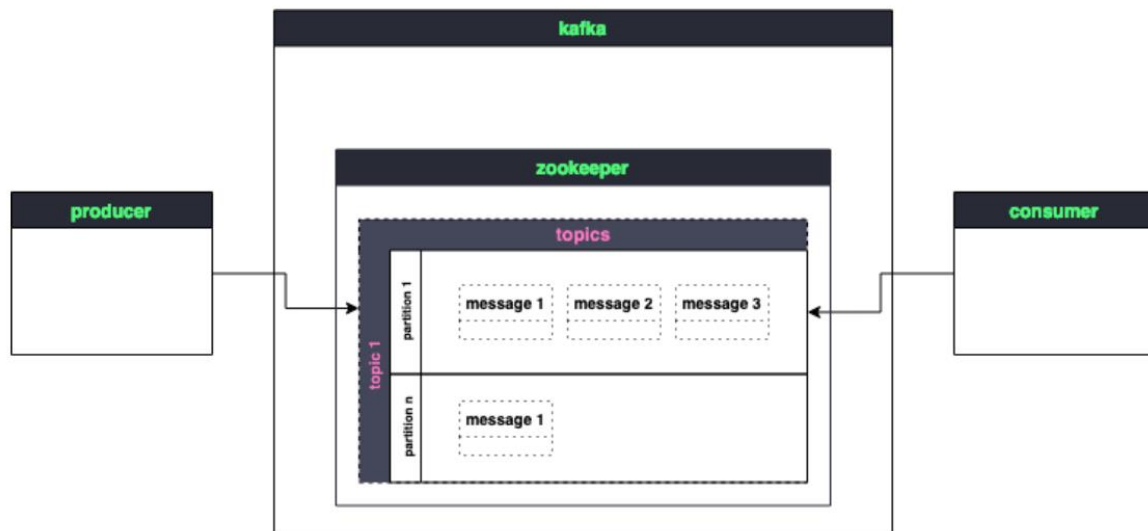 kafka
zookeeper
producer
consumer
topics
topic 1
partition 1
message 1
message 2
message 3
partition n
message 1